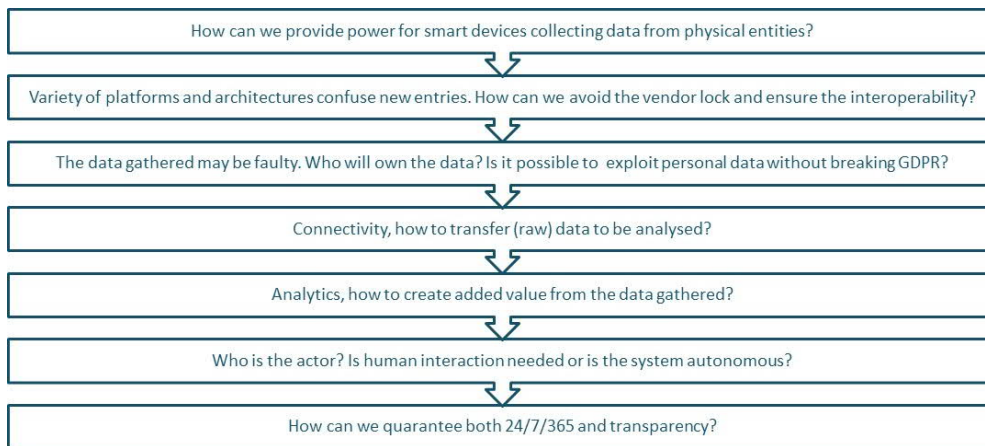 How can we provide power for smart devices collecting data from physical entities?
Variety of platforms and architectures confuse new entries. How can we avoid the vendor lock and ensure the interoperability?
The data gathered may be faulty. Who will own the data? Is it possible to exploit personal data without breaking GDPR?
Connectivity, how to transfer (raw) data to be analysed?
Analytics, how to create added value from the data gathered?
Who is the actor? Is human interaction needed or is the system autonomous?
How can we quarantee both 24/7/365 and transparency?